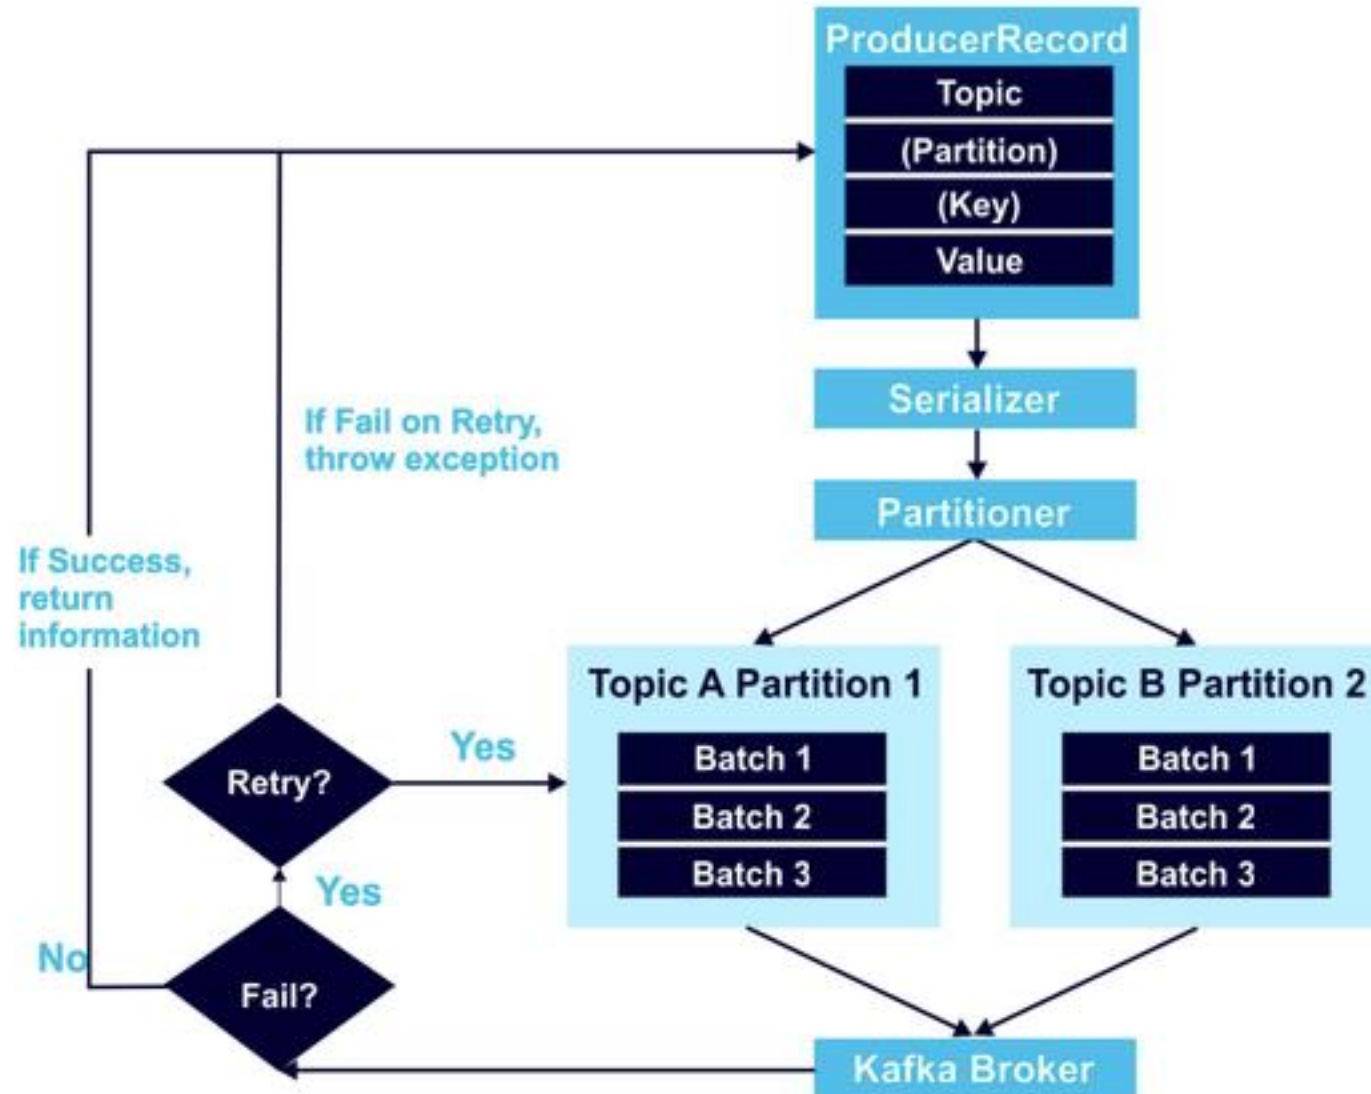 ProducerRecord
Topic
(Partition)
(Key)
Value
Serializer
Partitioner
If Fail on Retry,
throw exception
If Success,
return
information
Topic A Partition 1
Batch 1
Batch 2
Batch 3
Topic B Partition 2
Batch 1
Batch 2
Batch 3
Retry?
Yes
Yes
No
Fail?
Kafka Broker